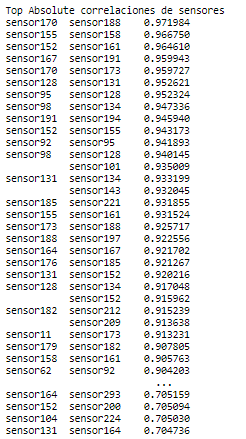 Top Absolute correlaciones de sensores
sensor170 sensor188 0.971984
sensor155 sensor158 0.966750
sensor152 sensor161 0.964610
sensor167 sensor191 0.959943
sensor170 sensor173 0.959727
sensor128 sensor131 0.952621
sensor95 sensor128 0.952324
sensor98 sensor134 0.947336
sensor191 sensor194 0.945940
sensor152 sensor155 0.943173
sensor92 sensor95 0.941893
sensor98 sensor128 0.940145
sensor101 0.935009
sensor131 sensor134 0.933199
sensor143 0.932045
sensor185 sensor221 0.931855
sensor155 sensor161 0.931524
sensor173 sensor188 0.925717
sensor188 sensor197 0.922556
sensor164 sensor167 0.921702
sensor176 sensor185 0.921267
sensor131 sensor152 0.920216
sensor128 sensor134 0.917048
sensor152 0.915962
sensor182 sensor212 0.915239
sensor209 0.913638
sensor11 sensor173 0.913231
sensor179 sensor182 0.907805
sensor158 sensor161 0.905763
sensor62 sensor92 0.904203
...
sensor164 sensor293 0.705159
sensor152 sensor200 0.705094
sensor104 sensor224 0.705030
sensor131 sensor164 0.704736